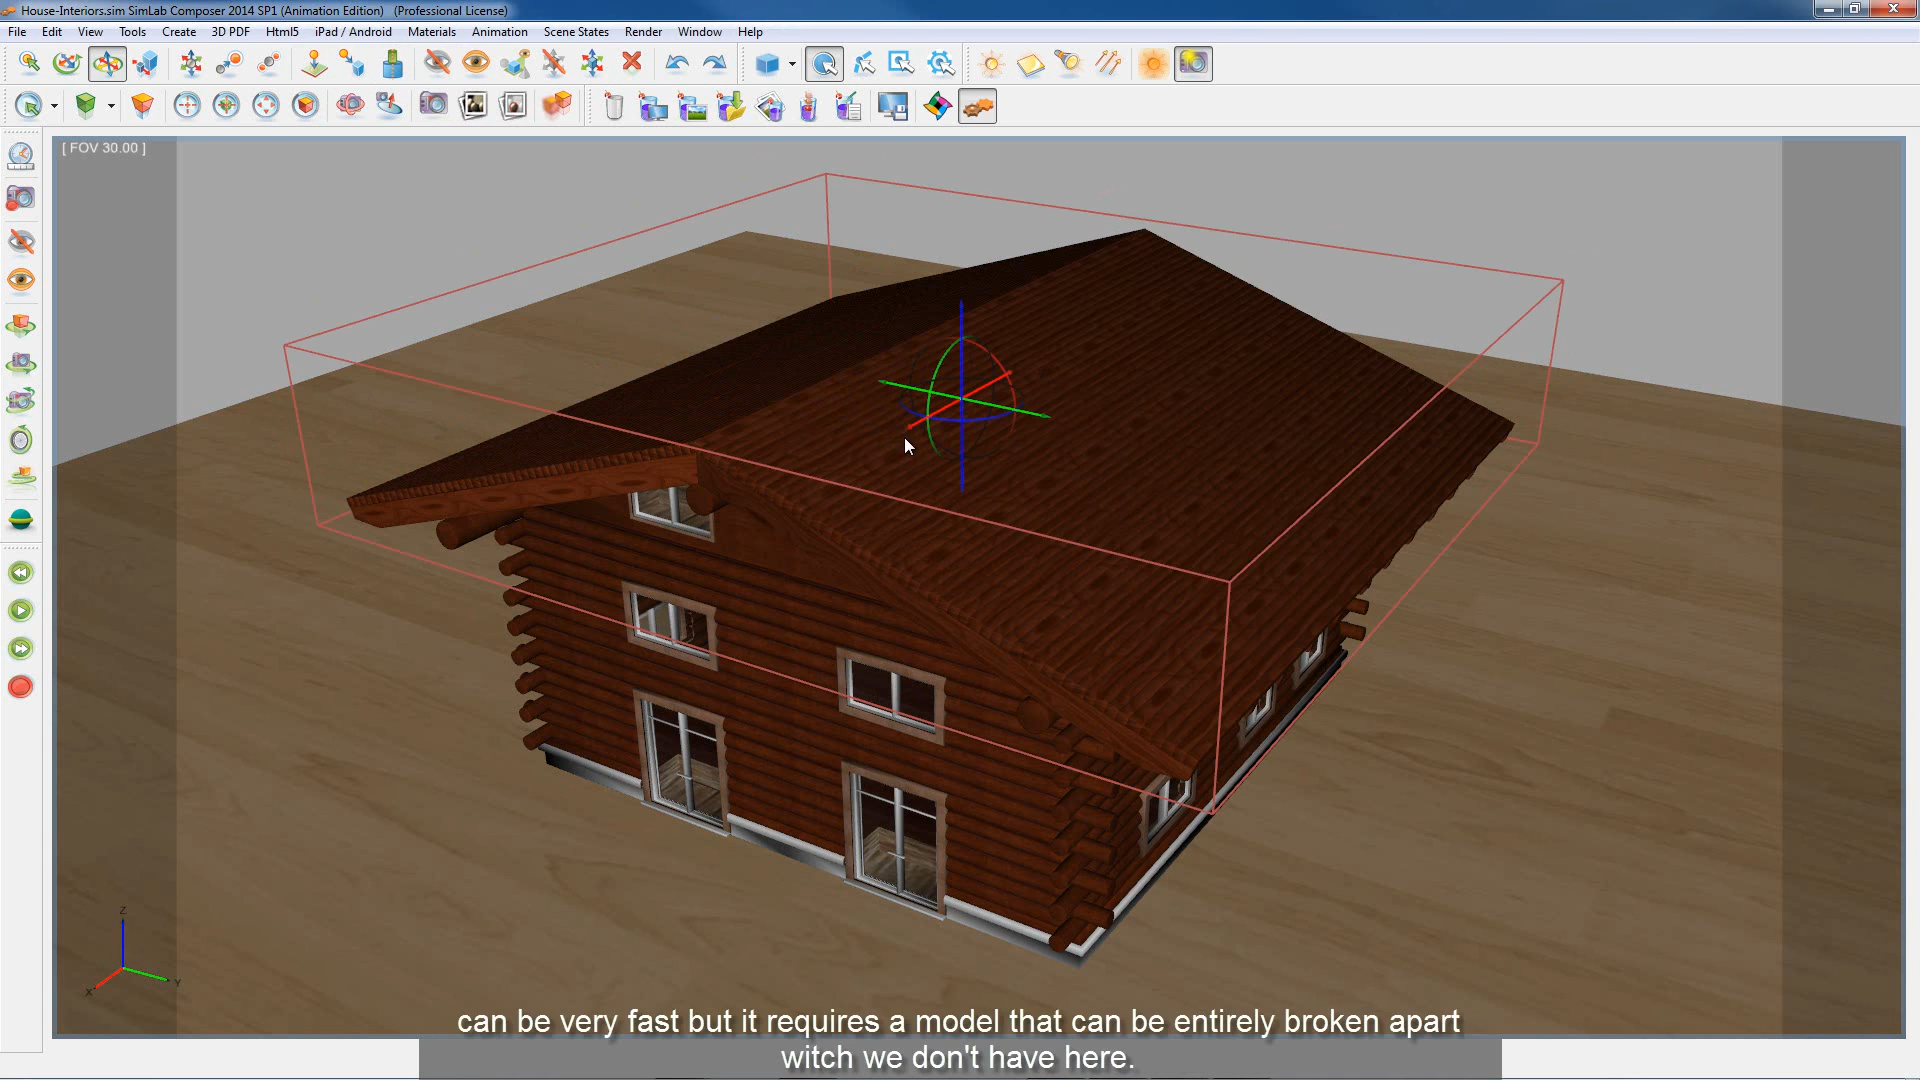 House-Interiors.sim SimLab Composer 2014 SP1 (Animation Edition)   (Professional License)
File Edit View Tools Create 3D PDF Html5 iPad / Android Materials Animation Scene States Render Window Help
[ FOV 30.00 ]
Z
Y
X
can be very fast but it requires a model that can be entirely broken apart
witch we don't have here.